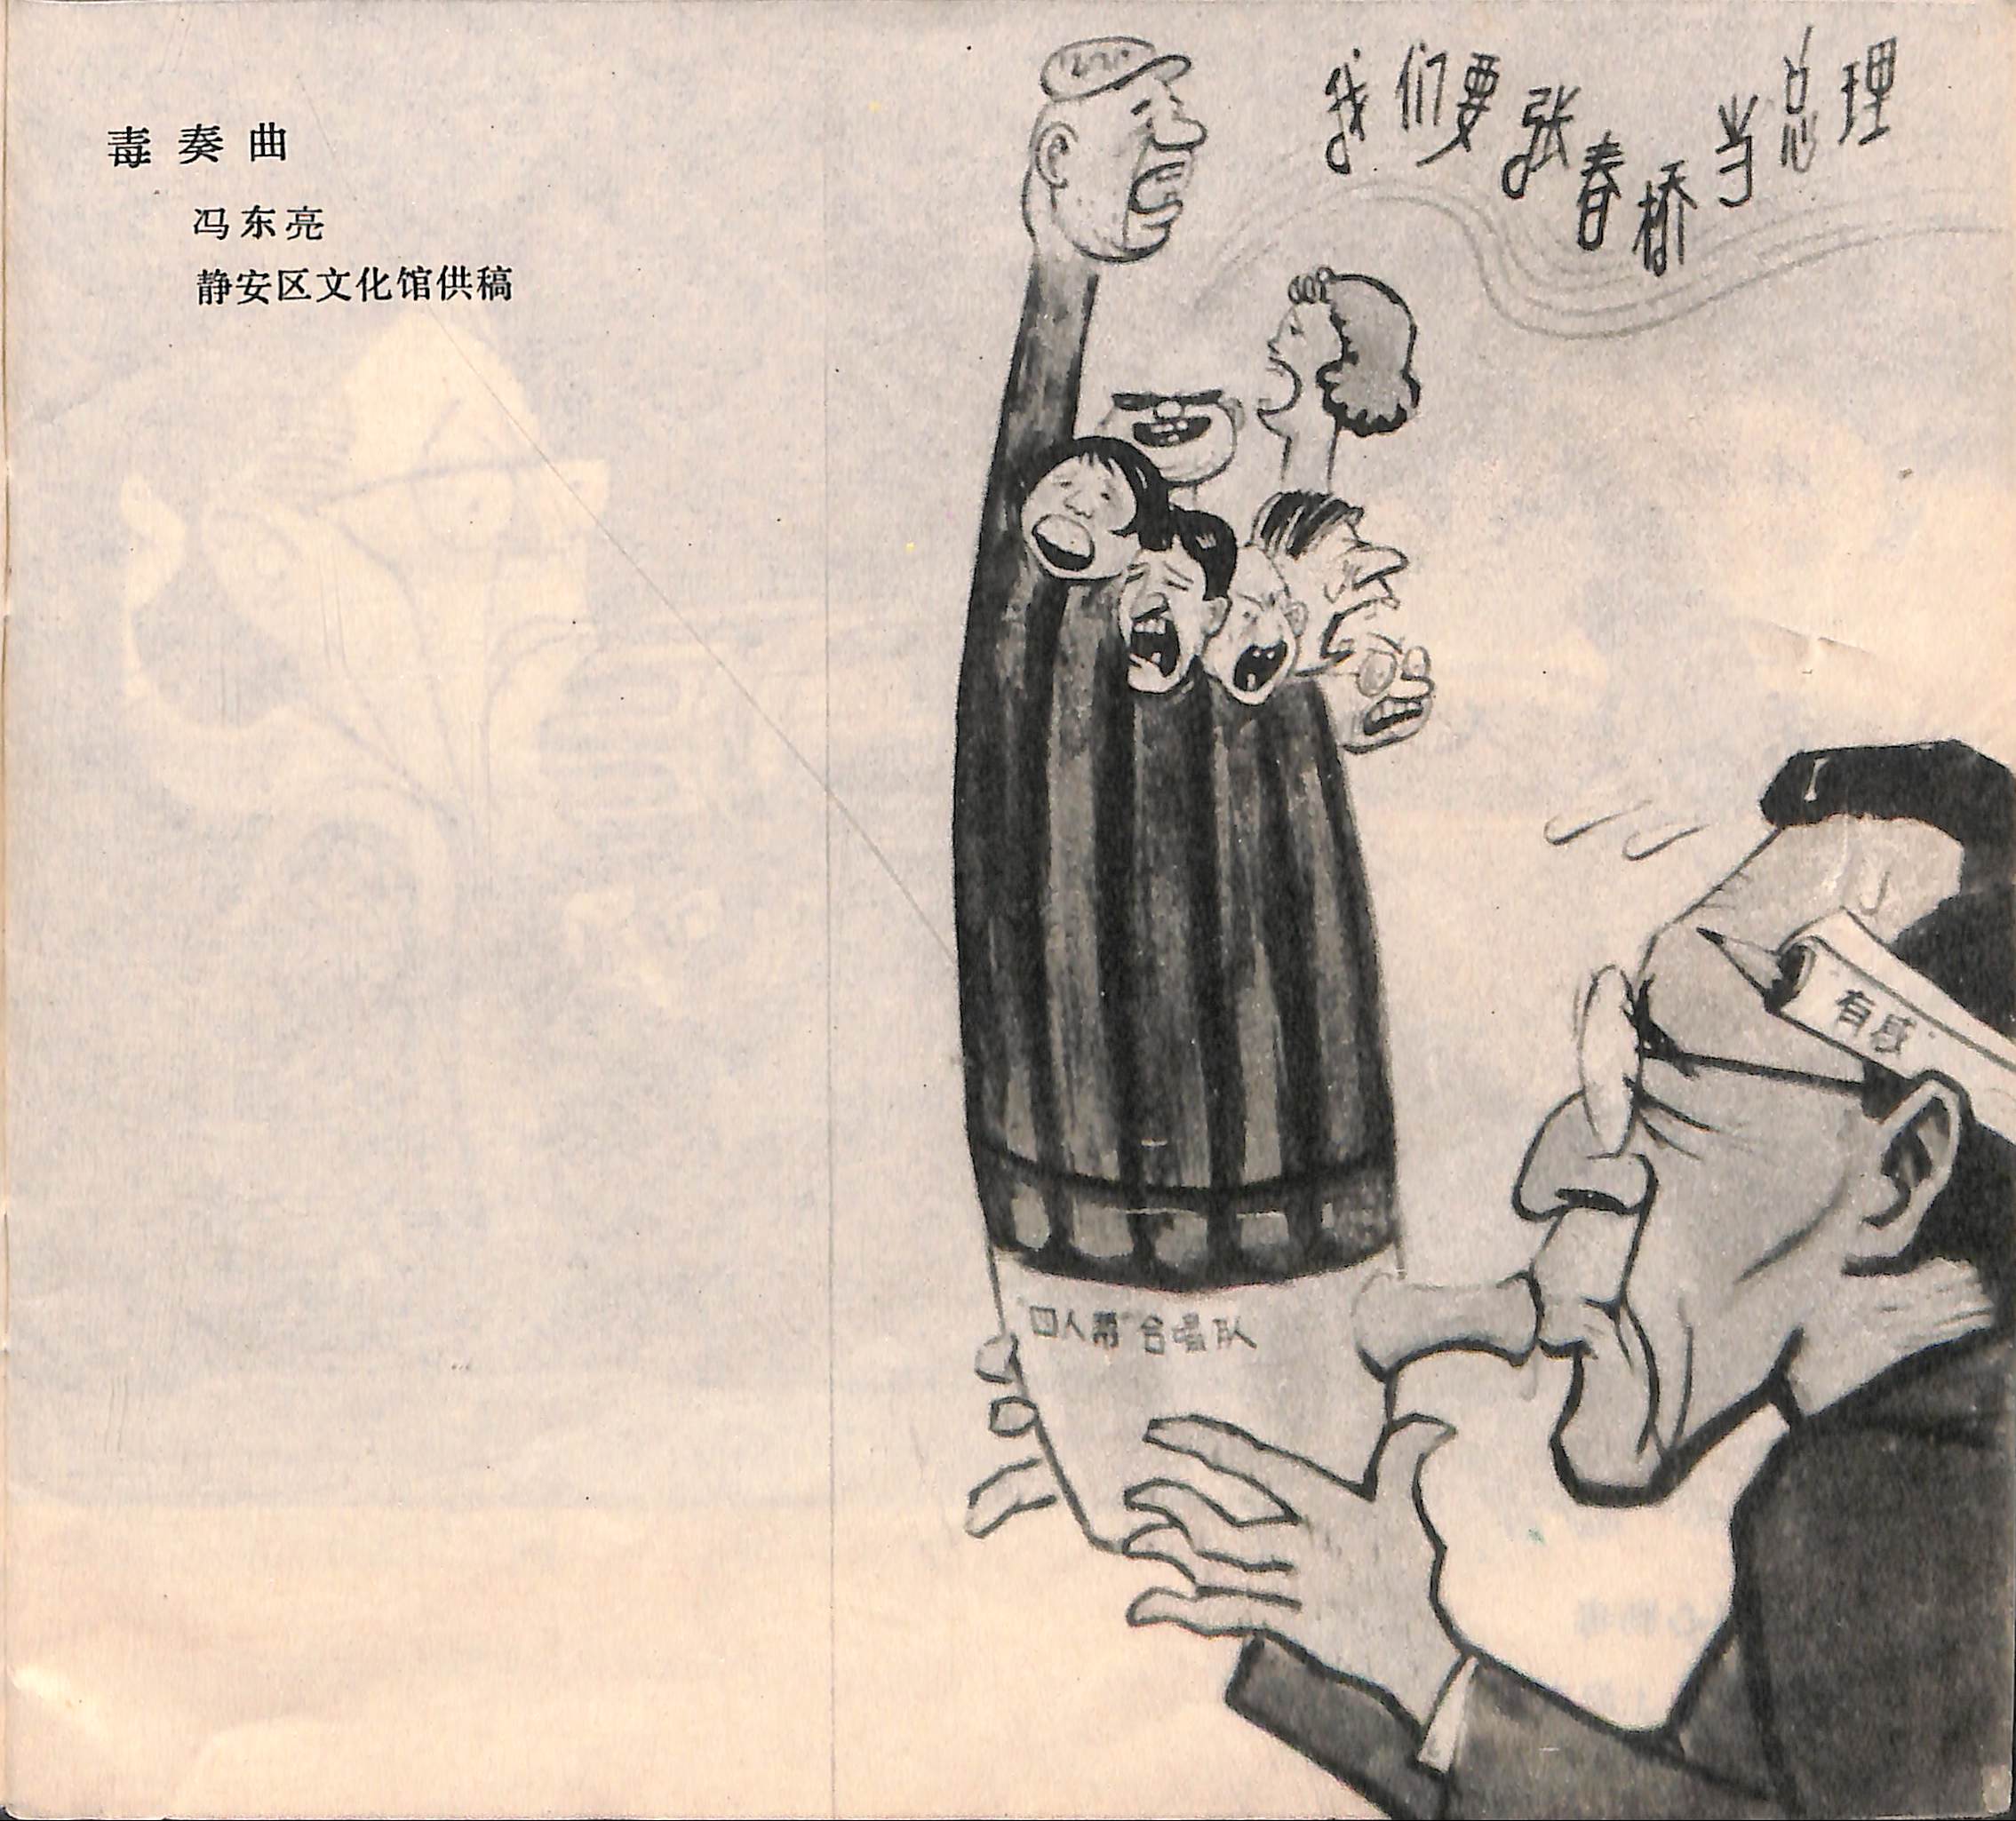 毒奏曲
冯东亮
静安区文化馆供稿
我们要张春桥当总理
"有感"
"四人帮"合唱队